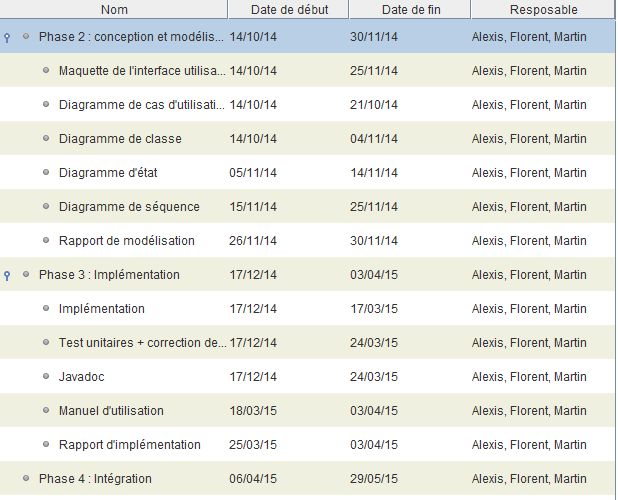 Nom Date de début Date de fin Resposable
Phase 2 : conception et modélis... 14/10/14 30/11/14 Alexis, Florent, Martin
Maquette de l'interface utilisa... 14/10/14 25/11/14 Alexis, Florent, Martin
Diagramme de cas d'utilisati... 14/10/14 21/10/14 Alexis, Florent, Martin
Diagramme de classe 14/10/14 04/11/14 Alexis, Florent, Martin
Diagramme d'état 05/11/14 14/11/14 Alexis, Florent, Martin
Diagramme de séquence 15/11/14 25/11/14 Alexis, Florent, Martin
Rapport de modélisation 26/11/14 30/11/14 Alexis, Florent, Martin
Phase 3 : Implémentation 17/12/14 03/04/15 Alexis, Florent, Martin
Implémentation 17/12/14 17/03/15 Alexis, Florent, Martin
Test unitaires + correction de... 17/12/14 24/03/15 Alexis, Florent, Martin
Javadoc 17/12/14 24/03/15 Alexis, Florent, Martin
Manuel d'utilisation 18/03/15 03/04/15 Alexis, Florent, Martin
Rapport d'implémentation 25/03/15 03/04/15 Alexis, Florent, Martin
Phase 4 : Intégration 06/04/15 29/05/15 Alexis, Florent, Martin